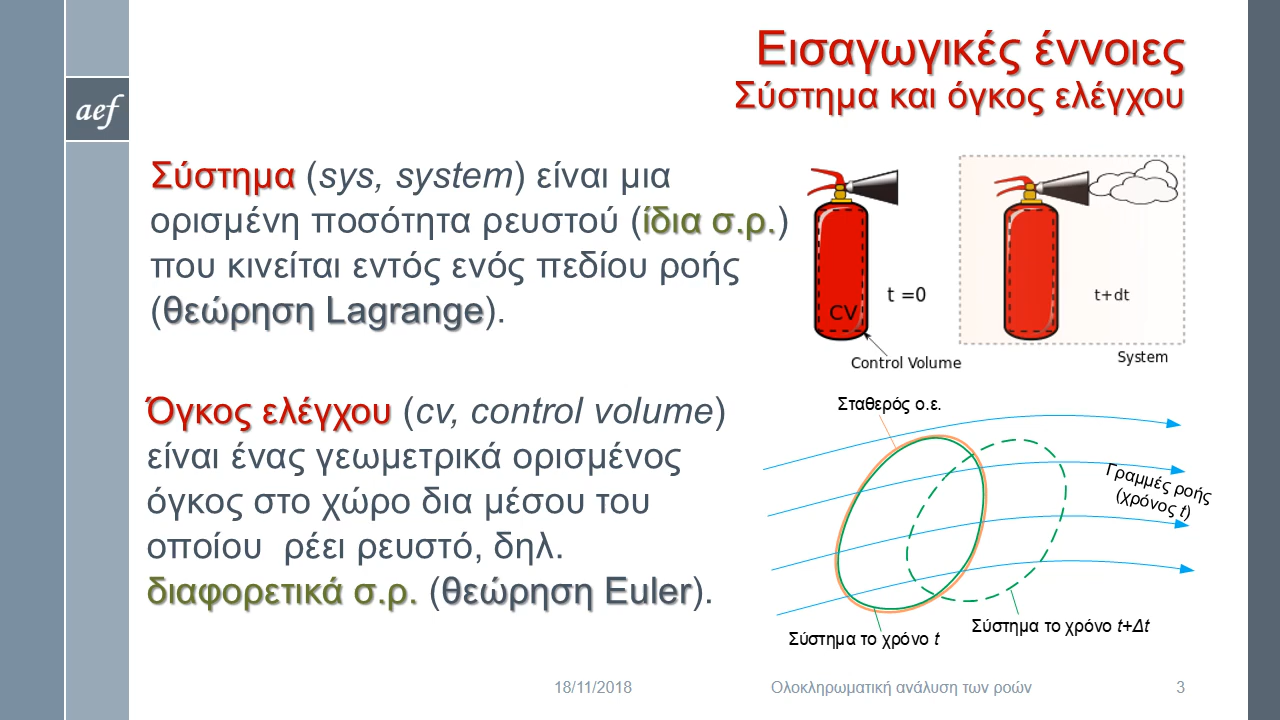 Εισαγωγικές έννοιες
Σύστημα και όγκος ελέγχου
aef
Σύστημα (sys, system) είναι μια
ορισμένη ποσότητα ρευστού (ίδια σ.ρ.)
που κινείται εντός ενός πεδίου ροής
(θεώρηση Lagrange).
CV
t =0
Control Volume
t+dt
System
Όγκος ελέγχου (cv, control volume)
είναι ένας γεωμετρικά ορισμένος
όγκος στο χώρο δια μέσου του
οποίου  ρέει ρευστό, δηλ.
διαφορετικά σ.ρ. (θεώρηση Euler).
Σταθερός ο.ε.
Γραμμές ροής
(χρόνος t)
Σύστημα το χρόνο t+Δt
Σύστημα το χρόνο t
18/11/2018
Ολοκληρωματική ανάλυση των ροών
3